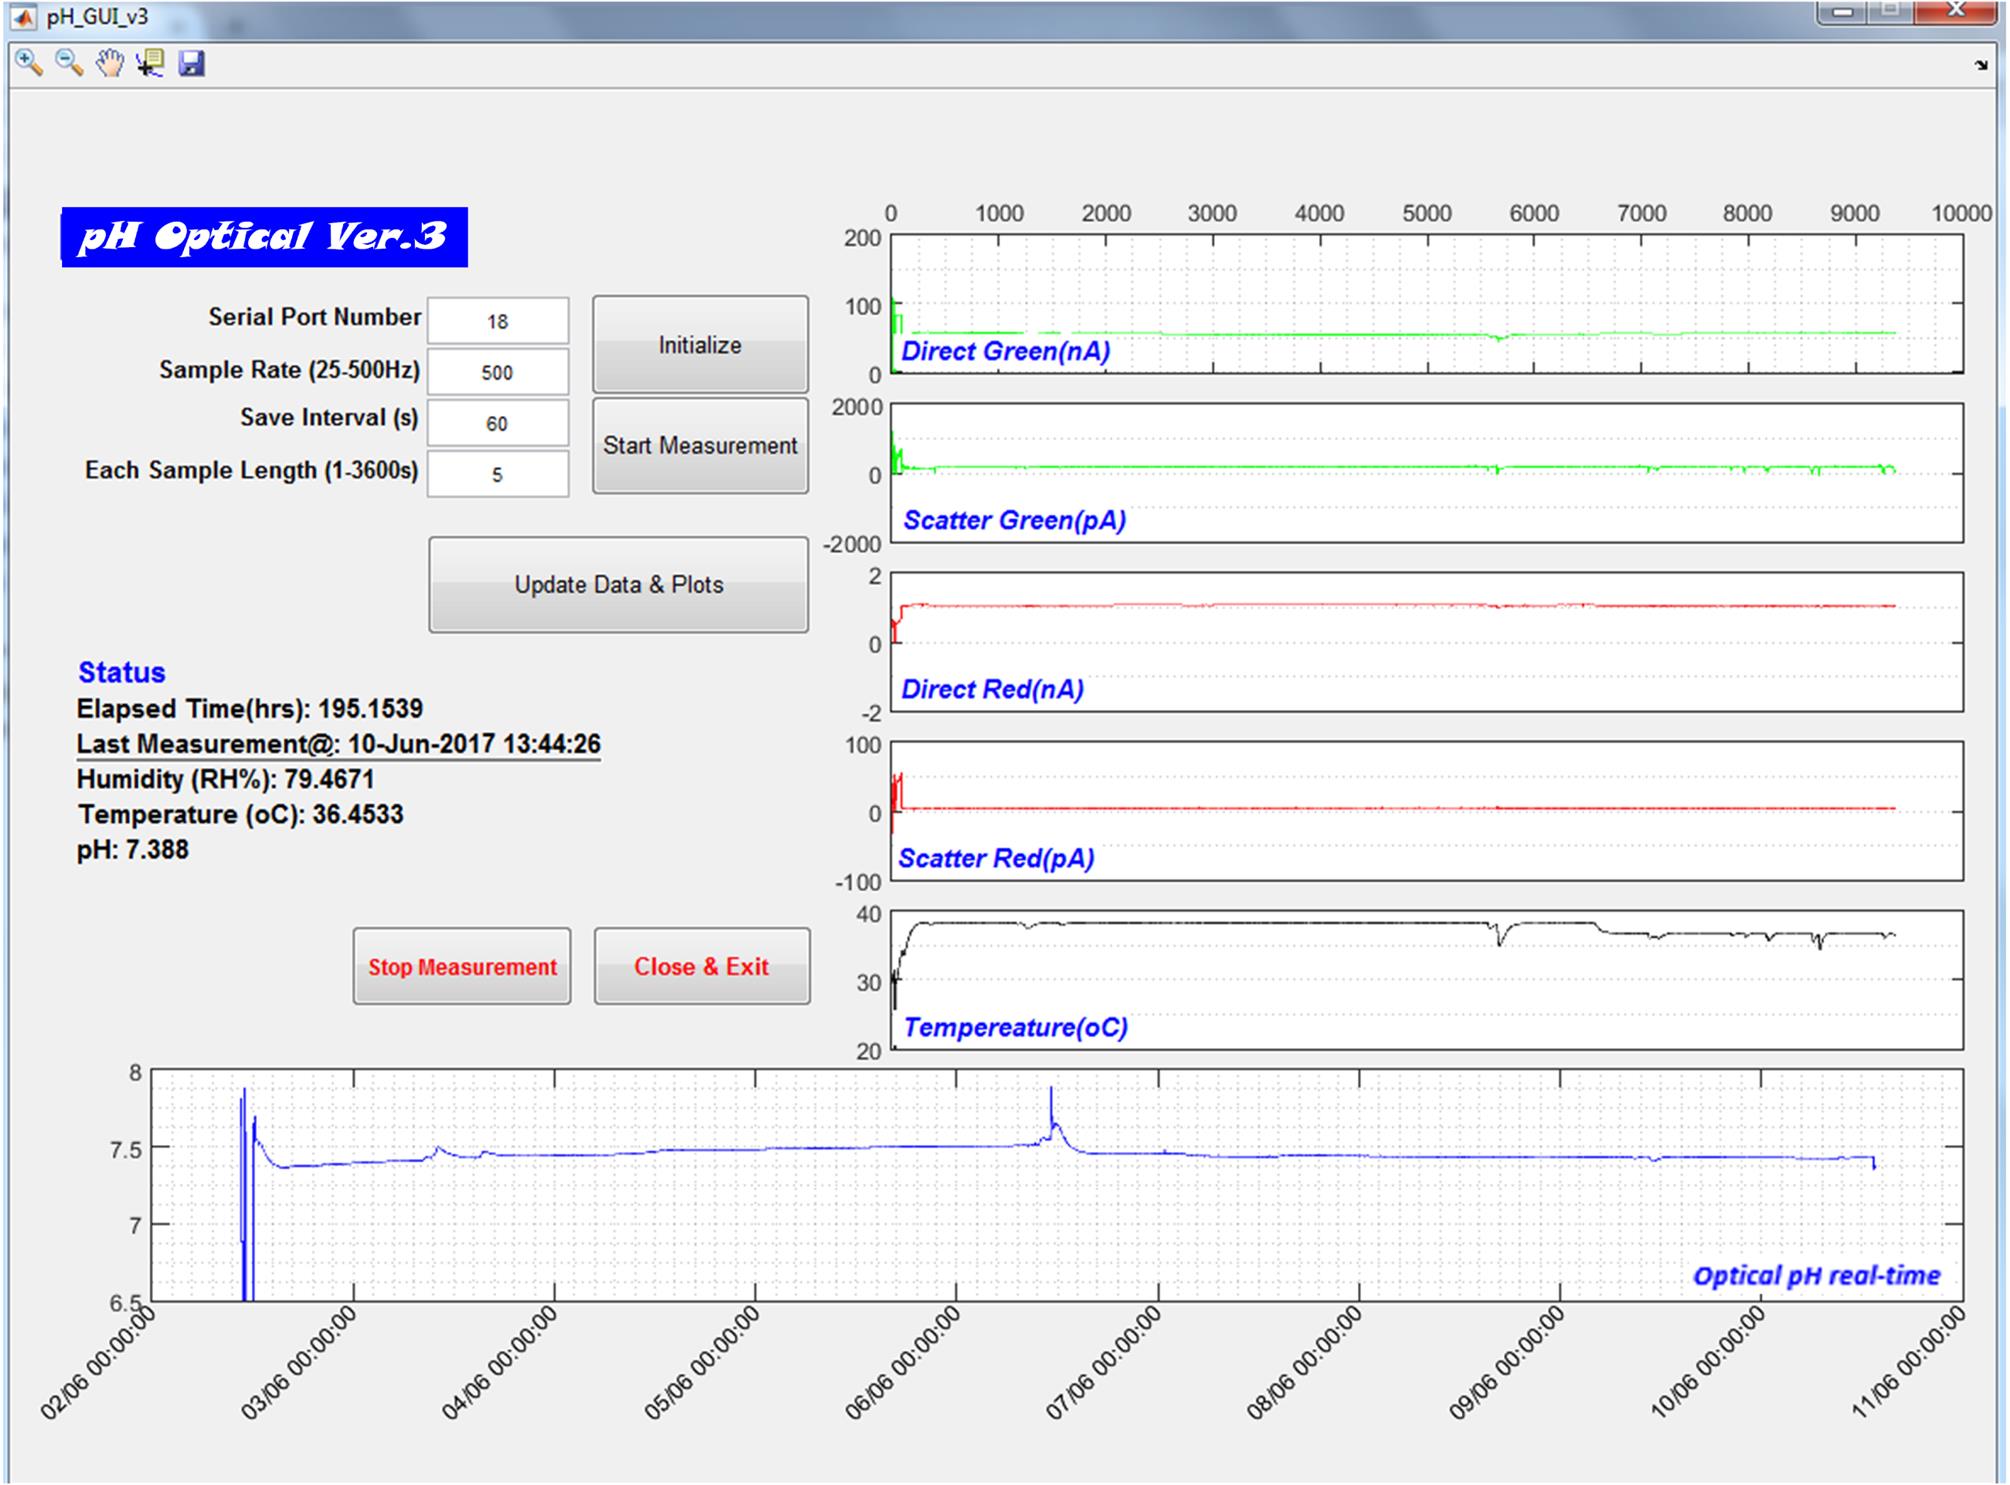 pH_GUI_v3
pH Optical Ver.3
Serial Port Number 18
Sample Rate (25-500Hz) 500
Save Interval (s) 60
Each Sample Length (1-3600s) 5
Initialize
Start Measurement
Update Data & Plots
Status
Elapsed Time(hrs): 195.1539
Last Measurement@: 10-Jun-2017 13:44:26
Humidity (RH%): 79.4671
Temperature (oC): 36.4533
pH: 7.388
Stop Measurement
Close & Exit
0 1000 2000 3000 4000 5000 6000 7000 8000 9000 10000
200
100
0
Direct Green(nA)
2000
0
-2000
Scatter Green(pA)
2
0
-2
Direct Red(nA)
100
0
-100
Scatter Red(pA)
40
30
20
Tempereature(oC)
8
7.5
7
6.5
Optical pH real-time
02/06 00:00:00
03/06 00:00:00
04/06 00:00:00
05/06 00:00:00
06/06 00:00:00
07/06 00:00:00
08/06 00:00:00
09/06 00:00:00
10/06 00:00:00
11/06 00:00:00